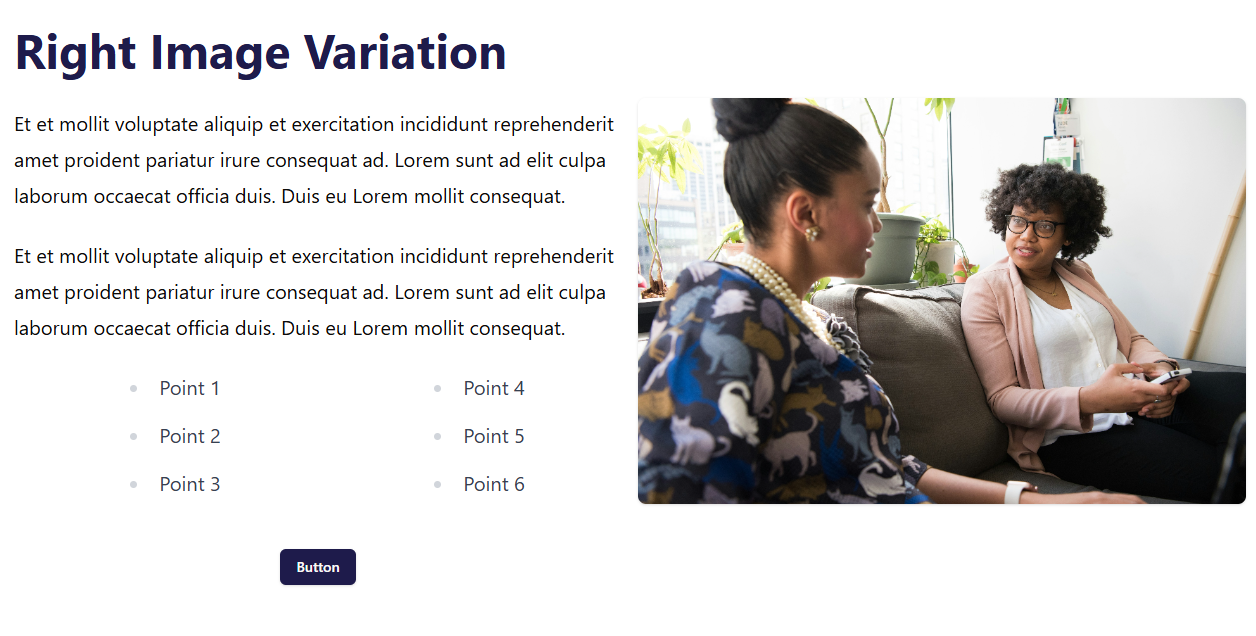 Right Image Variation
Et et mollit voluptate aliquip et exercitation incididunt reprehenderit
amet proident pariatur irure consequat ad. Lorem sunt ad elit culpa
laborum occaecat officia duis. Duis eu Lorem mollit consequat.
Et et mollit voluptate aliquip et exercitation incididunt reprehenderit
amet proident pariatur irure consequat ad. Lorem sunt ad elit culpa
laborum occaecat officia duis. Duis eu Lorem mollit consequat.
Point 1
Point 2
Point 3
Point 4
Point 5
Point 6
Button